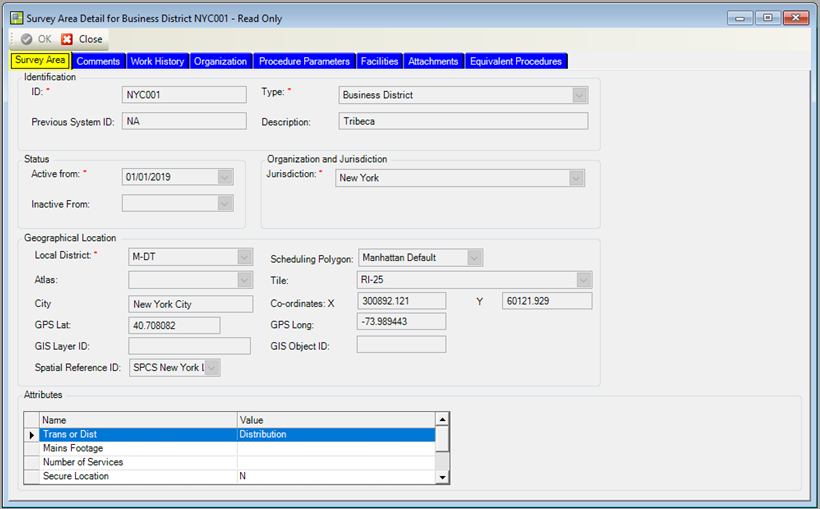 Survey Area Detail for Business District NYC001 - Read Only
OK Close
Survey Area Comments Work History Organization Procedure Parameters Facilities Attachments Equivalent Procedures
Identification
ID: * NYC001 Type: * Business District
Previous System ID: NA Description: Tribeca
Status Organization and Jurisdiction
Active from: * 01/01/2019 Jurisdiction: * New York
Inactive From:
Geographical Location
Local District: * M-DT Scheduling Polygon: Manhattan Default
Atlas: Tile: RI-25
City New York City Co-ordinates: X 300892.121 Y 60121.929
GPS Lat: 40.708082 GPS Long: -73.989443
GIS Layer ID: GIS Object ID:
Spatial Reference ID: SPCS New York L
Attributes
Name Value
Trans or Dist Distribution
Mains Footage
Number of Services
Secure Location N